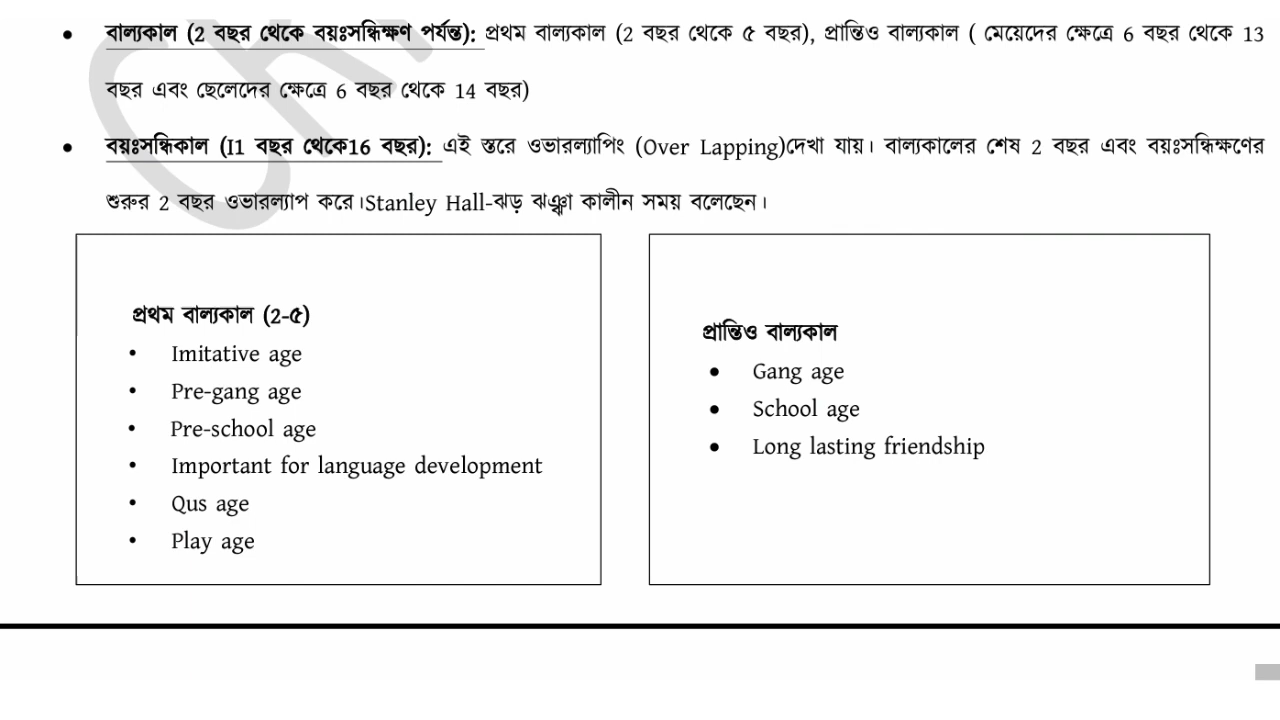 • বাল্যকাল (2 বছর থেকে বয়ঃসন্ধিক্ষণ পর্যন্ত): প্রথম বাল্যকাল (2 বছর থেকে ৫ বছর), প্রান্তিও বাল্যকাল ( মেয়েদের ক্ষেত্রে 6 বছর থেকে 13
বছর এবং ছেলেদের ক্ষেত্রে 6 বছর থেকে 14 বছর)
• বয়ঃসন্ধিকাল (I1 বছর থেকে16 বছর): এই স্তরে ওভারল্যাপিং (Over Lapping)দেখা যায়। বাল্যকালের শেষ 2 বছর এবং বয়ঃসন্ধিক্ষণের
শুরুর 2 বছর ওভারল্যাপ করে।Stanley Hall-ঝড় ঝঞ্ঝা কালীন সময় বলেছেন।
প্রথম বাল্যকাল (2-৫)
• Imitative age
• Pre-gang age
• Pre-school age
• Important for language development
• Qus age
• Play age
প্রান্তিও বাল্যকাল
• Gang age
• School age
• Long lasting friendship